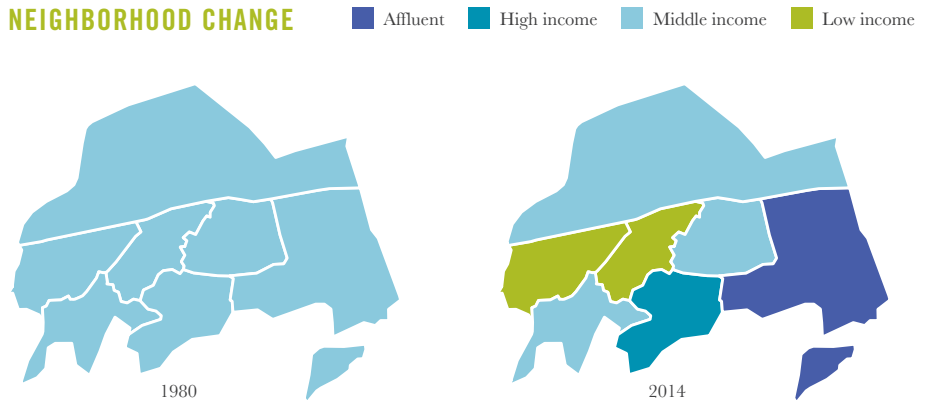 NEIGHBORHOOD CHANGE
Affluent
High income
Middle income
Low income
1980
2014